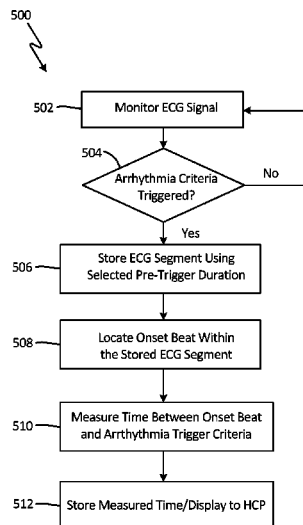 500
502
Monitor ECG Signal
504
Arrhythmia Criteria
Triggered?
No
Yes
506
Store ECG Segment Using
Selected Pre-Trigger Duration
508
Locate Onset Beat Within
the Stored ECG Segment
510
Measure Time Between Onset Beat
and Arrhythmia Trigger Criteria
512
Store Measured Time/Display to HCP